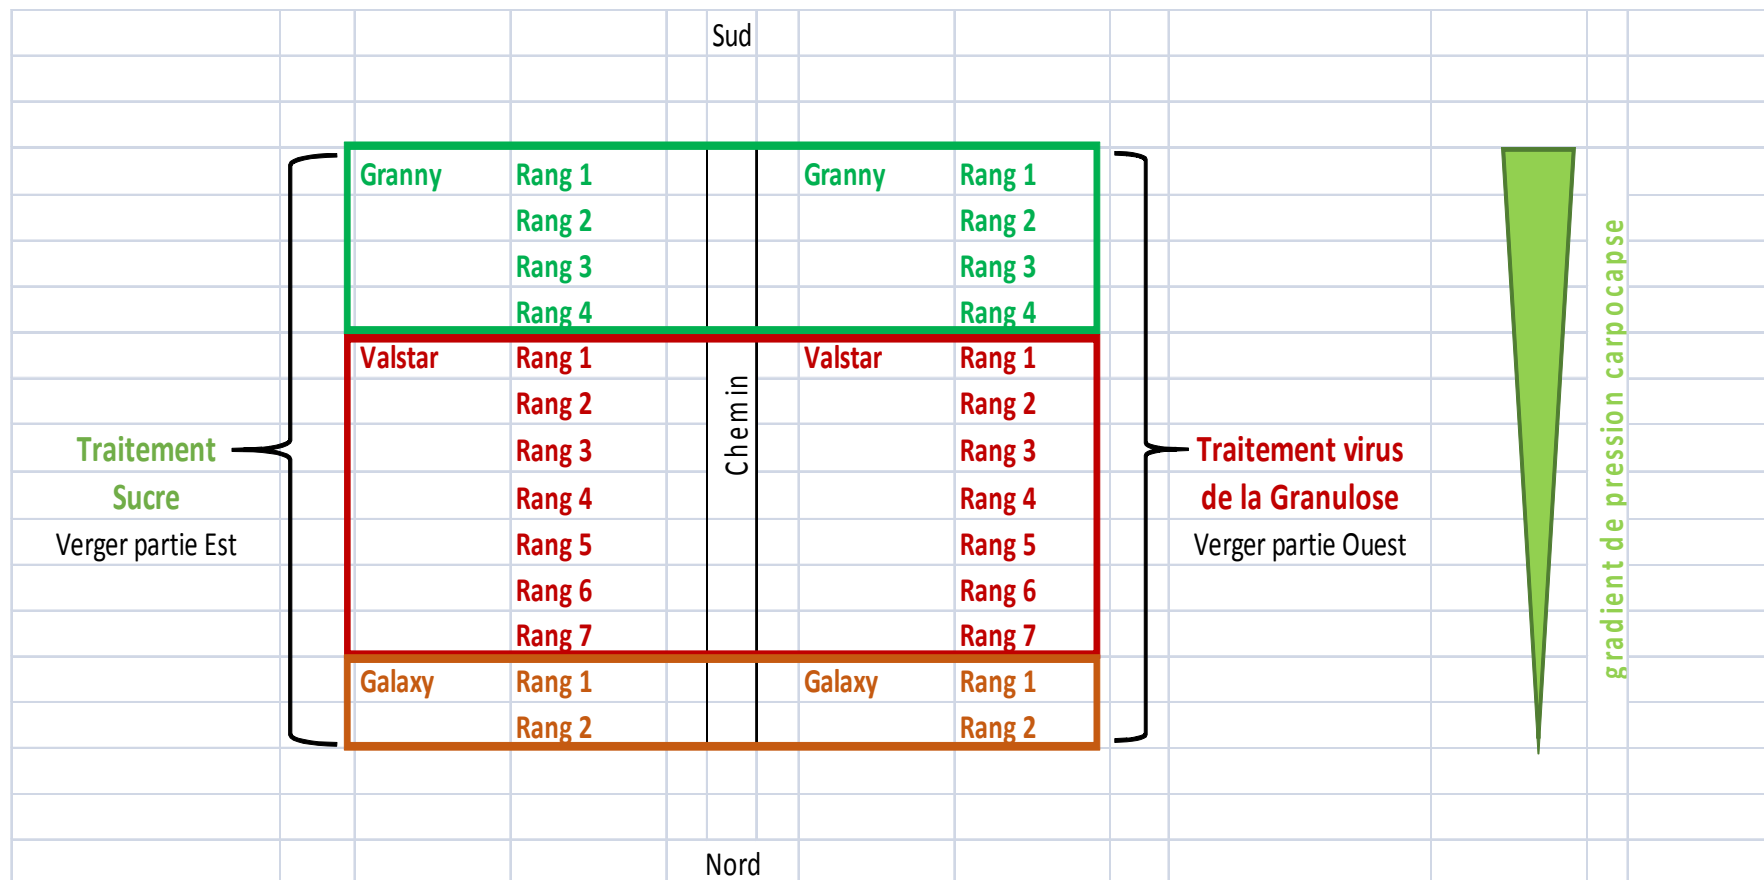 Sud
Granny Rang 1 Granny Rang 1
Rang 2 Rang 2
Rang 3 Rang 3
Rang 4 Rang 4
Valstar Rang 1 Valstar Rang 1
Rang 2 Rang 2
Rang 3 Rang 3
Rang 4 Rang 4
Rang 5 Rang 5
Rang 6 Rang 6
Rang 7 Rang 7
Galaxy Rang 1 Galaxy Rang 1
Rang 2 Rang 2
Chemin
Traitement
Sucre
Verger partie Est
Traitement virus
de la Granulose
Verger partie Ouest
gradient de pression carpocapse
Nord